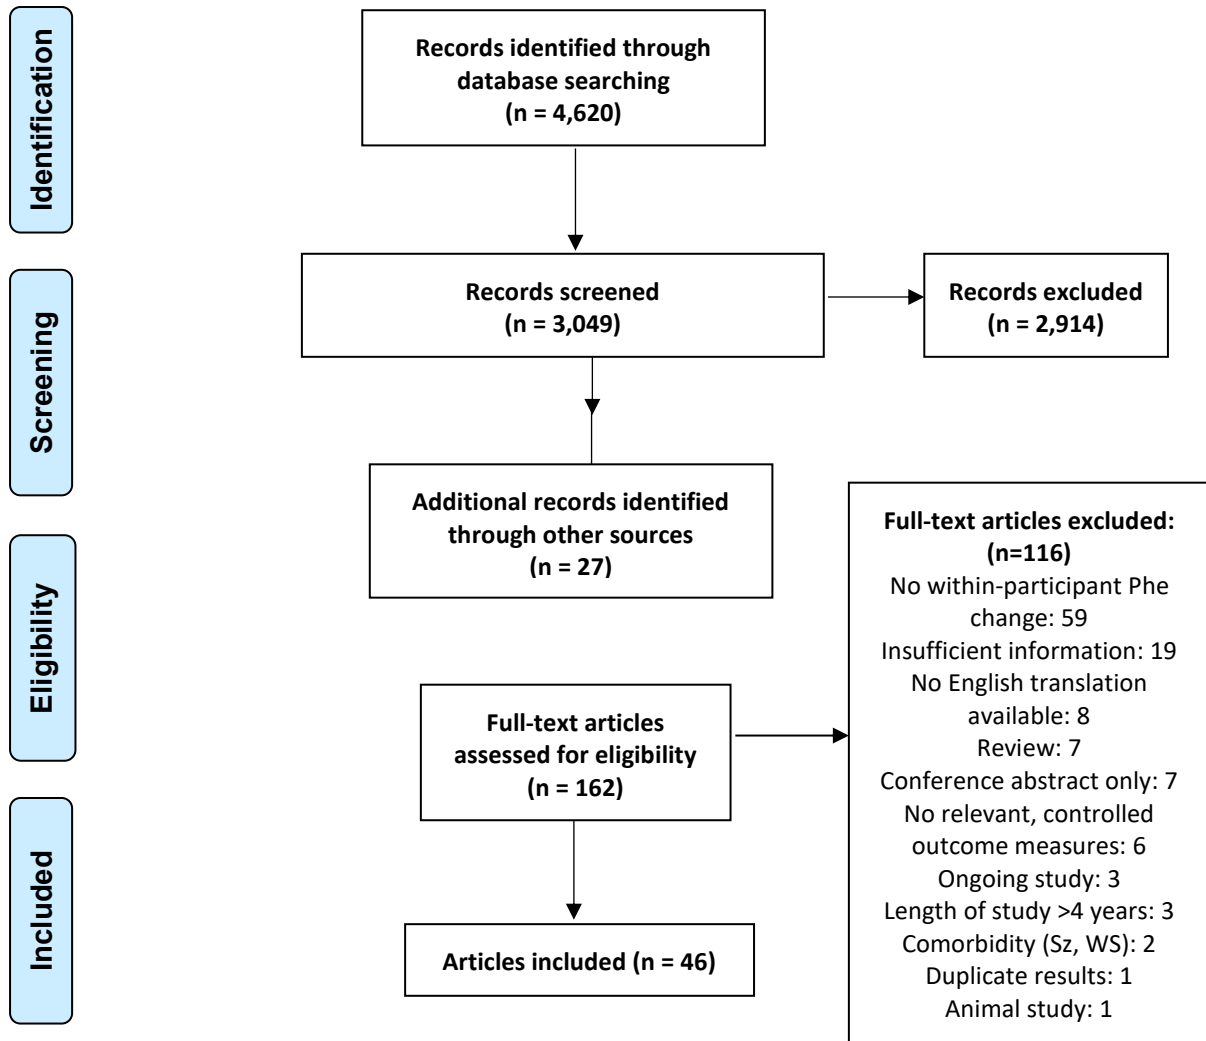 Identification
Records identified through
database searching
(n = 4,620)
Screening
Records screened
(n = 3,049)
Records excluded
(n = 2,914)
Additional records identified
through other sources
(n = 27)
Eligibility
Full-text articles
assessed for eligibility
(n = 162)
Full-text articles excluded:
(n=116)
No within-participant Phe
change: 59
Insufficient information: 19
No English translation
available: 8
Review: 7
Conference abstract only: 7
No relevant, controlled
outcome measures: 6
Ongoing study: 3
Length of study >4 years: 3
Comorbidity (Sz, WS): 2
Duplicate results: 1
Animal study: 1
Included
Articles included (n = 46)